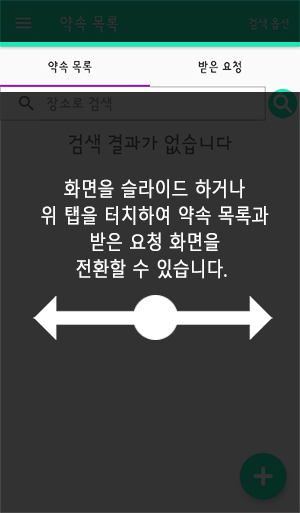 약속 목록
검색 옵션
약속 목록
받은 요청
장소로 검색
검색 결과가 없습니다
화면을 슬라이드 하거나
위 탭을 터치하여 약속 목록과
받은 요청 화면을
전환할 수 있습니다.